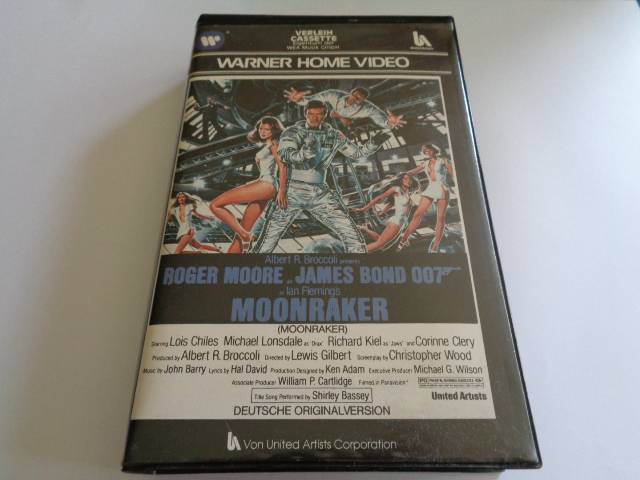 VERLEIH
CASSETTE
Eigentum der
WEA Musik GmbH
WARNER HOME VIDEO
Albert R. Broccoli presents
ROGER MOORE as JAMES BOND 007
in Ian Fleming's
MOONRAKER
(MOONRAKER)
Starring Lois Chiles Michael Lonsdale as 'Drax' Richard Kiel as 'Jaws' and Corinne Clery
Produced by Albert R. Broccoli Directed by Lewis Gilbert Screenplay by Christopher Wood
Music by John Barry Lyrics by Hal David Production Designed by Ken Adam Executive Producer Michael G. Wilson
Associate Producer William P. Cartlidge Filmed in Panavision
PG
United Artists
Title Song Performed by Shirley Bassey
DEUTSCHE ORIGINALVERSION
Von United Artists Corporation